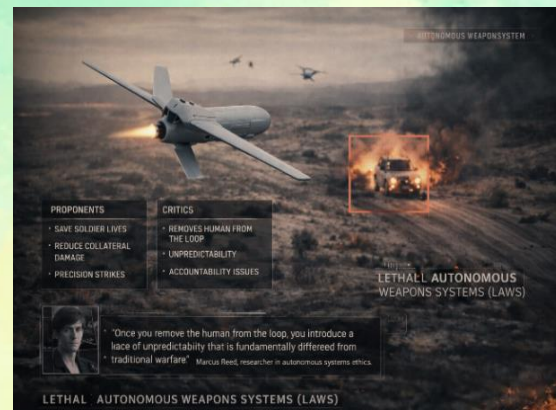 AUTONOMOUS WEAPONSYSTEM
PROPONENTS
• SAVE SOLDIER LIVES
• REDUCE COLLATERAL
DAMAGE
• PRECISION STRIKES
CRITICS
• REMOVES HUMAN FROM
THE LOOP
• UNPREDICTABILITY
• ACCOUNTABILITY ISSUES
LETHALL AUTONOMOUS
WEAPONS SYSTEMS (LAWS)
"Once you remove the human from the loop, you introduce a
lace of unpredictabiity that is fundamentally differeed from
traditional warfare." Marcus Reed, researcher in autonomous systems ethics.
LETHAL AUTONOMOUS WEAPONS SYSTEMS (LAWS)